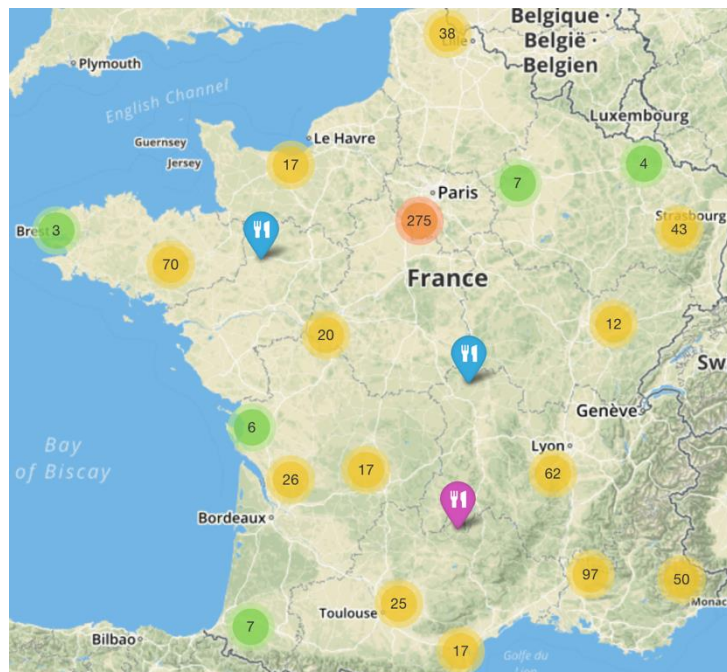 Belgique ·
België ·
Belgien
38
Lille
Plymouth
English Channel
Luxembourg
Guernsey
Jersey
Le Havre
17
4
7
Paris
275
Strasbourg
43
Brest
3
70
France
12
20
Sw
Genève
6
Bay
of Biscay
Lyon
62
17
26
Bordeaux
97
50
Monac
25
Toulouse
7
Bilbao
17
Golfe du
Lion